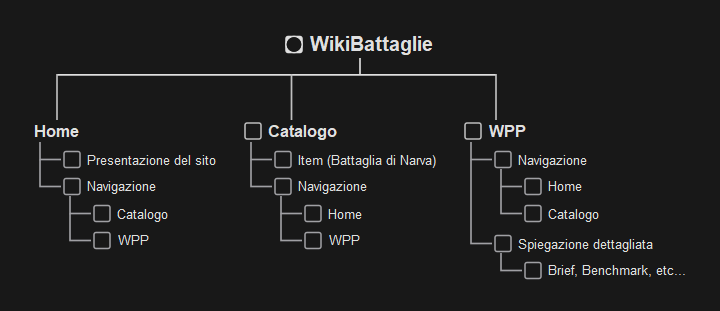 WikiBattaglie
Home
Presentazione del sito
Navigazione
Catalogo
WPP
Catalogo
Item (Battaglia di Narva)
Navigazione
Home
WPP
WPP
Navigazione
Home
Catalogo
Spiegazione dettagliata
Brief, Benchmark, etc...